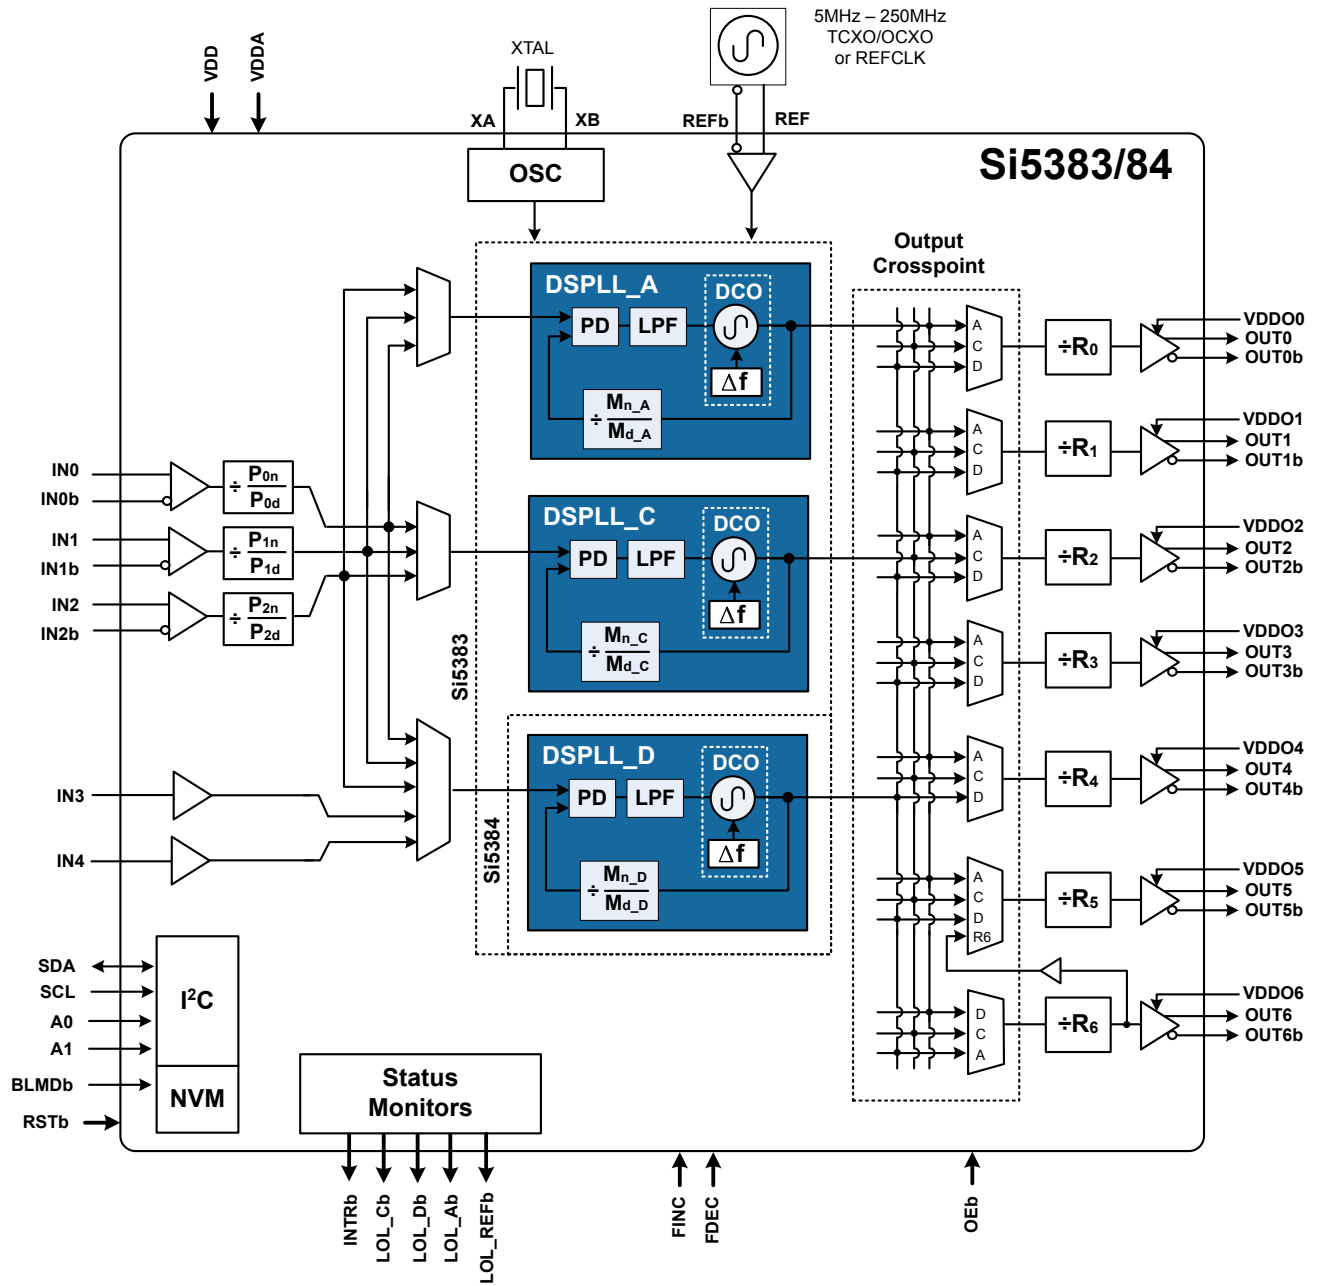 5MHz – 250MHz
TCXO/OCXO
or REFCLK
XTAL
VDD
VDDA
XA
XB
REFb
REF
Si5383/84
OSC
Output
Crosspoint
DSPLL_A
DCO
PD
LPF
Δf
÷ Mn_A
Md_A
A
C
D
÷R0
VDDO0
OUT0
OUT0b
A
C
D
÷R1
VDDO1
OUT1
OUT1b
IN0
IN0b
÷ P0n
P0d
IN1
IN1b
÷ P1n
P1d
IN2
IN2b
÷ P2n
P2d
DSPLL_C
DCO
PD
LPF
Δf
÷ Mn_C
Md_C
A
C
D
÷R2
VDDO2
OUT2
OUT2b
Si5383
A
C
D
÷R3
VDDO3
OUT3
OUT3b
DSPLL_D
DCO
PD
LPF
Δf
÷ Mn_D
Md_D
Si5384
A
C
D
÷R4
VDDO4
OUT4
OUT4b
IN3
IN4
A
C
D
R6
÷R5
VDDO5
OUT5
OUT5b
D
C
A
÷R6
VDDO6
OUT6
OUT6b
SDA
SCL
A0
A1
BLMDb
RSTb
I2C
NVM
Status
Monitors
INTRb
LOL_Cb
LOL_Db
LOL_Ab
LOL_REFb
FINC
FDEC
OEb